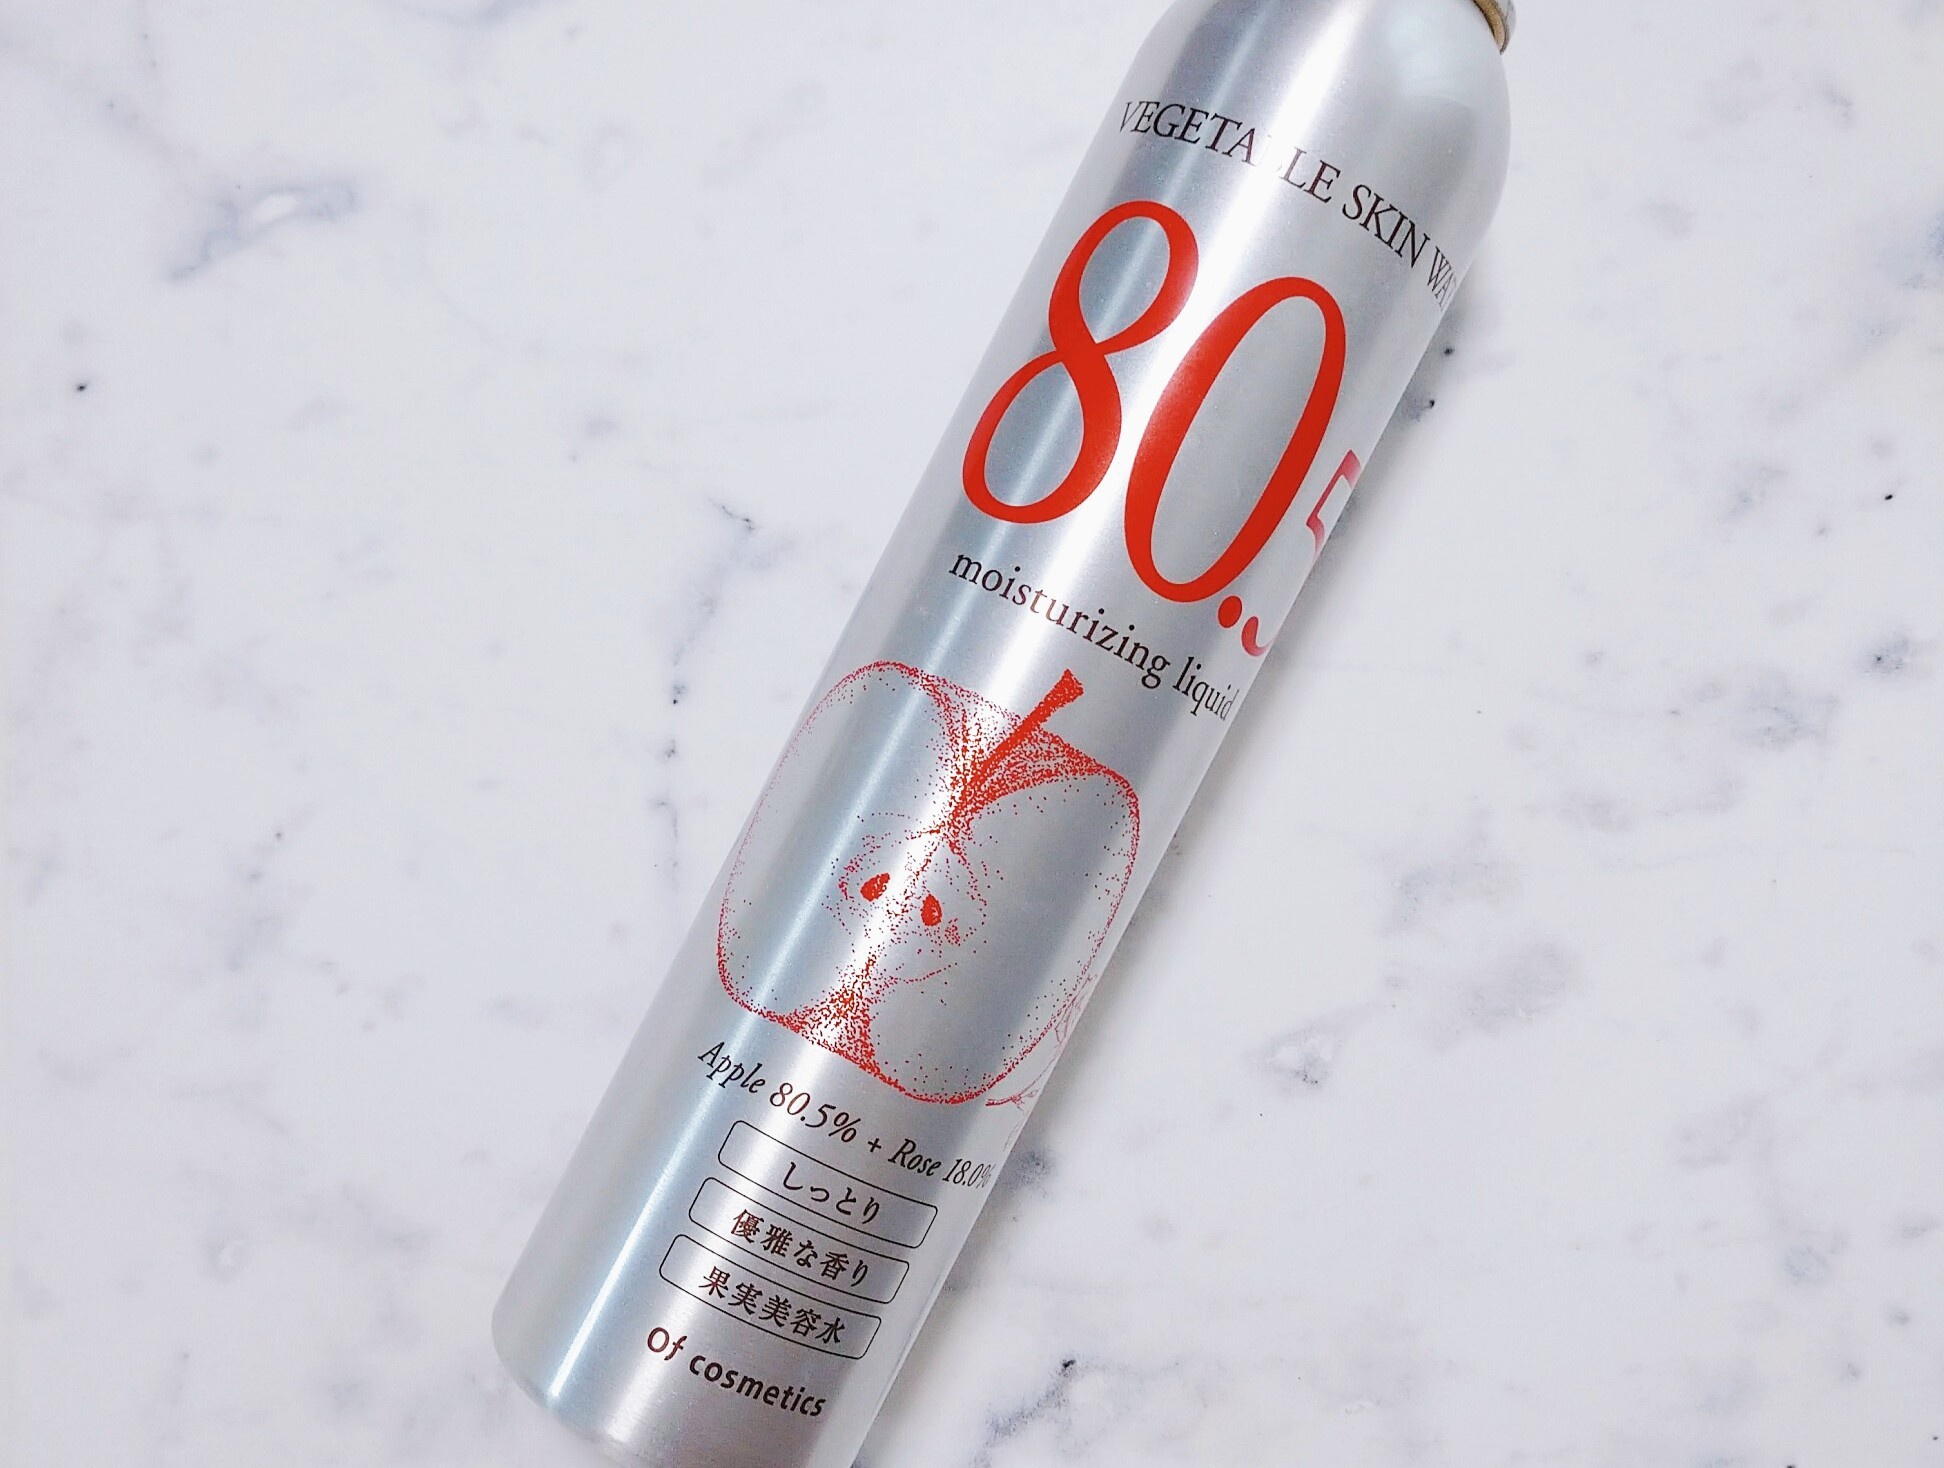 VEGETABLE SKIN
80.5
moisturizing liquid
Apple 80.5% + Rose 18.0%
しっとり
優雅な香り
果実美容水
Of cosmetics